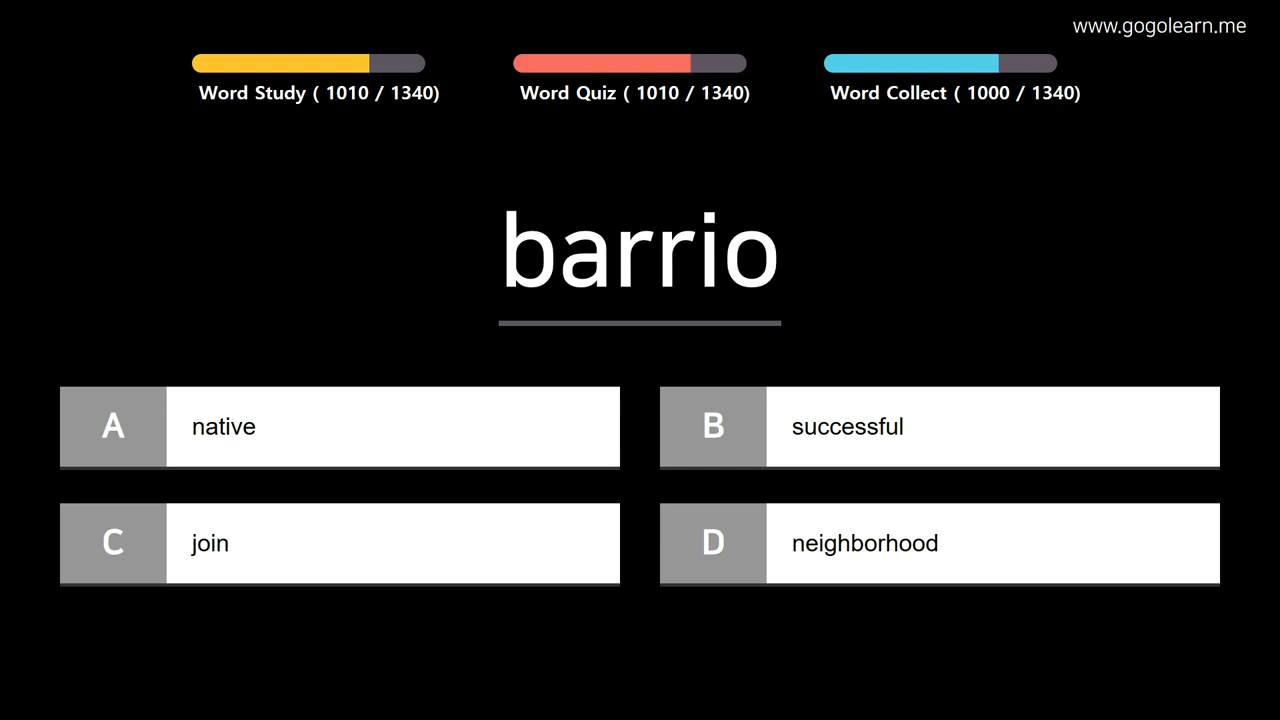 www.gogolearn.me
Word Study ( 1010 / 1340)
Word Quiz ( 1010 / 1340)
Word Collect ( 1000 / 1340)
barrio
A native
B successful
C join
D neighborhood